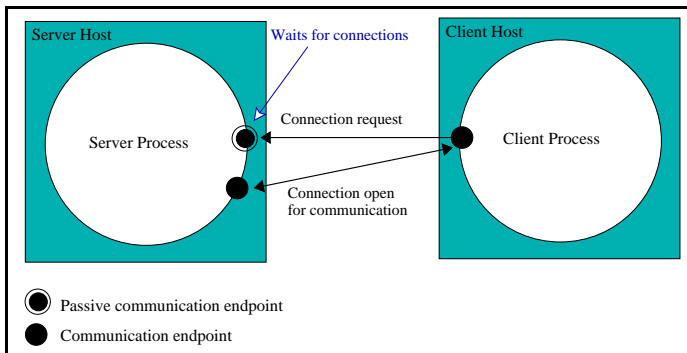 Server Host
Waits for connections
Client Host
Connection request
Server Process
Client Process
Connection open
for communication
Passive communication endpoint
Communication endpoint